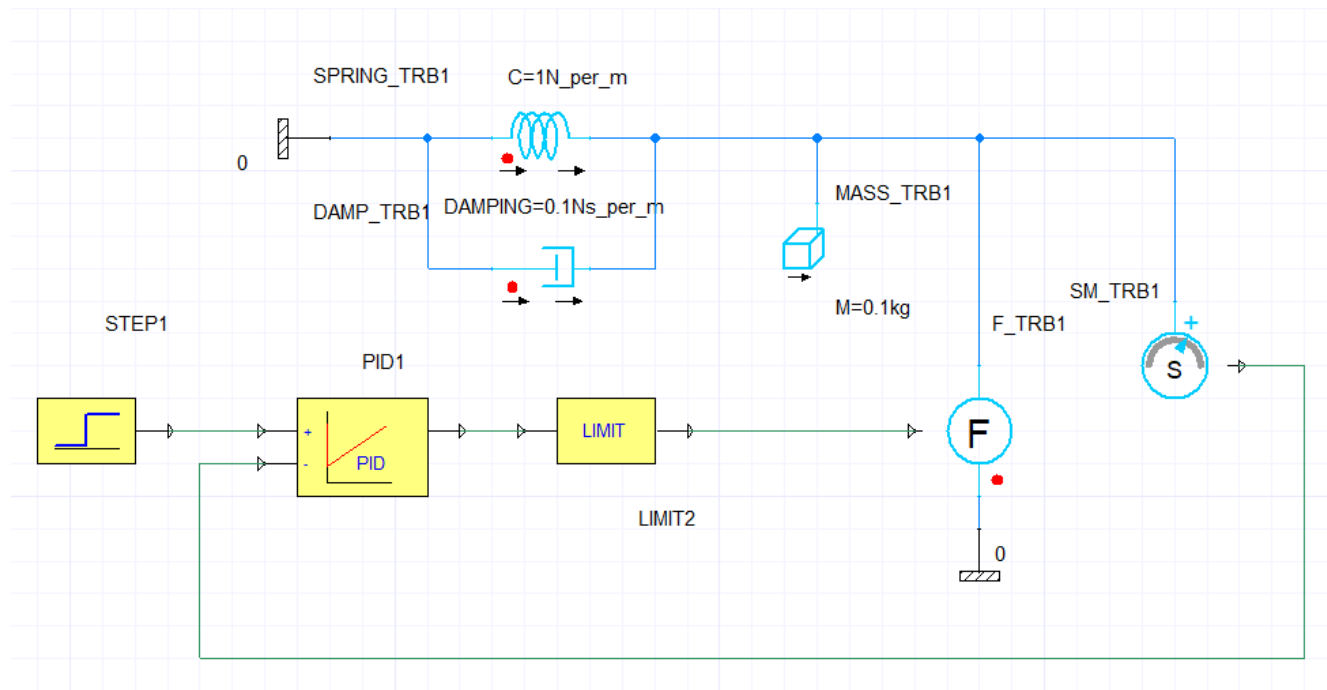 SPRING_TRB1
C=1N_per_m
0
DAMP_TRB1
DAMPING=0.1Ns_per_m
MASS_TRB1
M=0.1kg
SM_TRB1
+
S
F_TRB1
STEP1
PID1
+
-
PID
LIMIT
F
LIMIT2
0